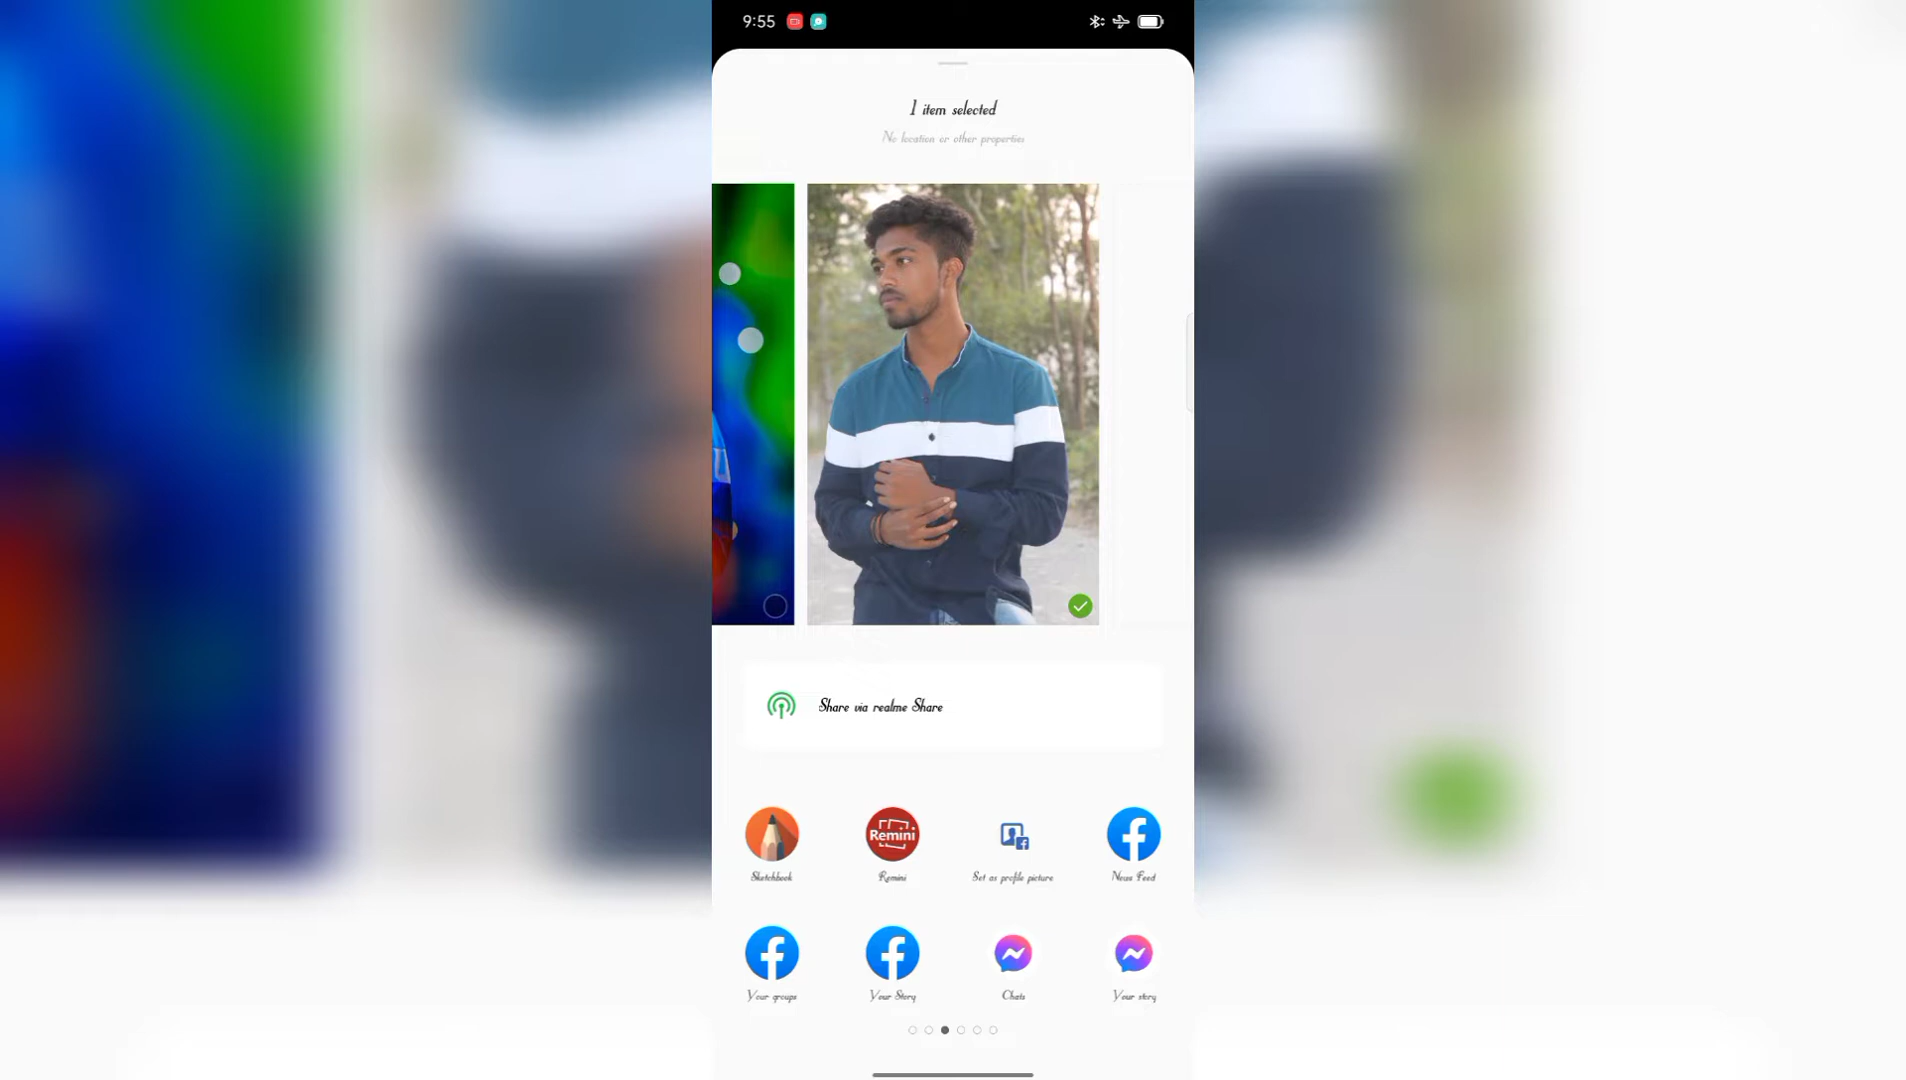 9:55
1 item selected
No location or other properties
Share via realme Share
Remini
Sketchbook
Remini
Set as profile picture
News Feed
Your groups
Your Story
Chats
Your story